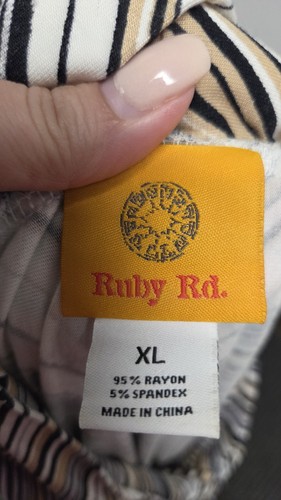 Ruby Rd.
XL
95% RAYON
5% SPANDEX
MADE IN CHINA